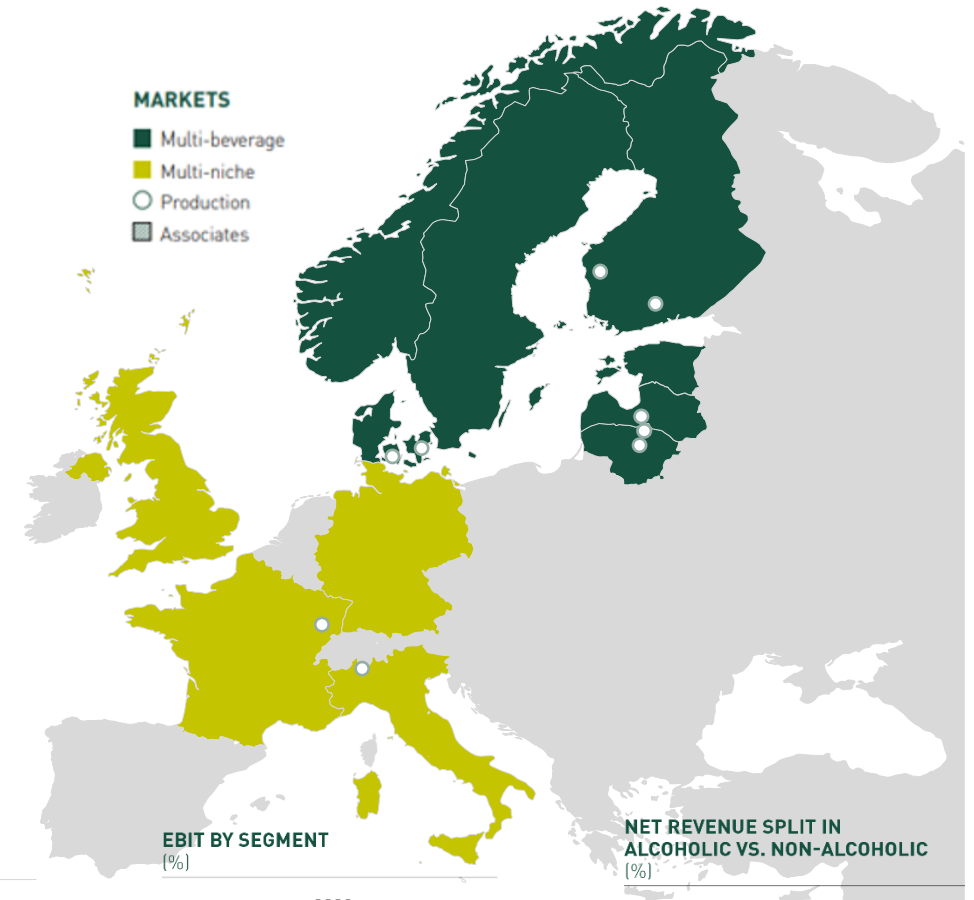 MARKETS
Multi-beverage
Multi-niche
Production
Associates
EBIT BY SEGMENT
(%)
NET REVENUE SPLIT IN
ALCOHOLIC VS. NON-ALCOHOLIC
(%)